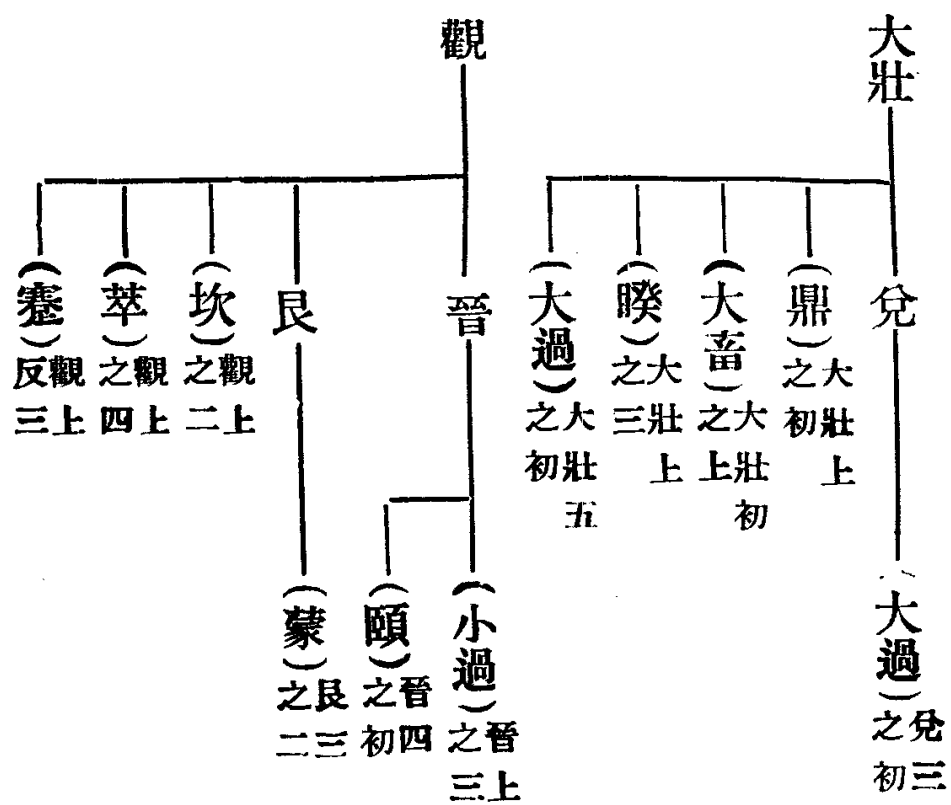 大壯
兌
(大過)兌三之初
(鼎)大壯上之初
(大畜)大壯初之上
(睽)大壯上之三
(大過)大壯五之初
觀
晉
(小過)晉上之三
(頤)晉四之初
艮
(蒙)艮三之二
(坎)觀上之二
(萃)觀上之四
(蹇)觀上反三